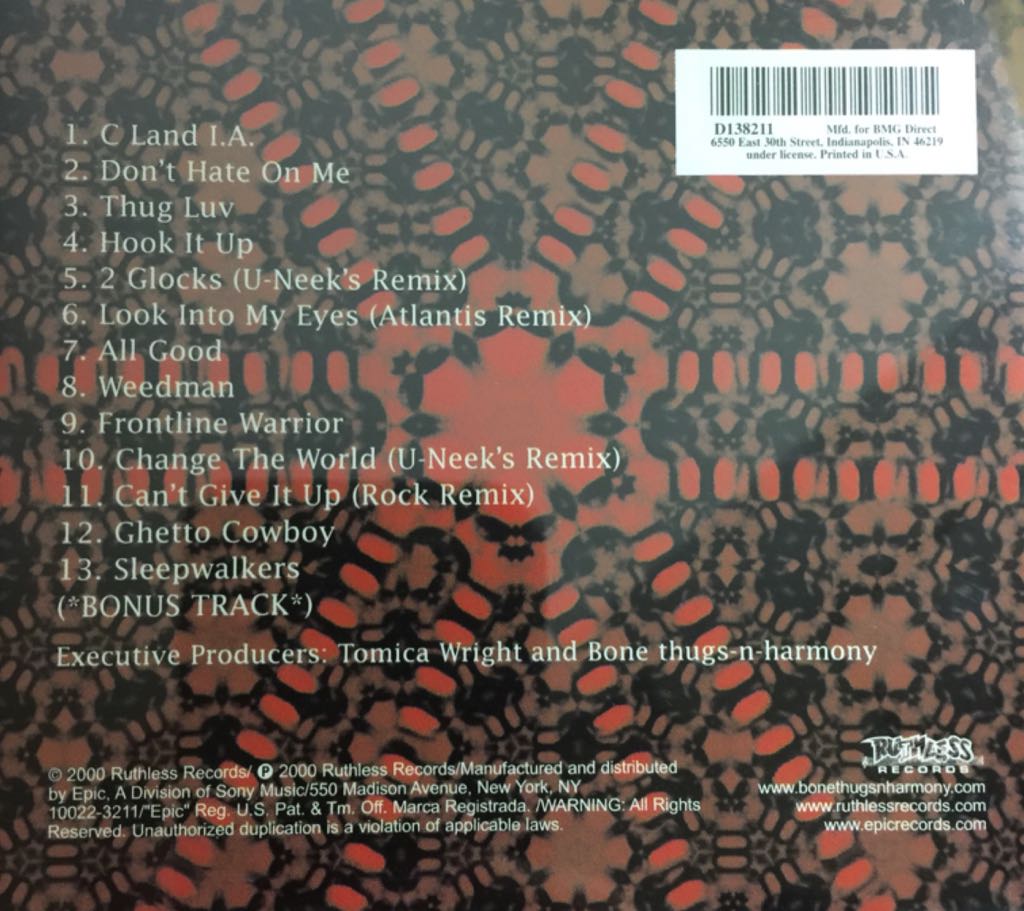 D138211 Mfd. for BMG Direct
6550 East 30th Street, Indianapolis, IN 46219
under license. Printed in U.S.A.
1. C Land I.A.
2. Don't Hate On Me
3. Thug Luv
4. Hook It Up
5. 2 Glocks (U-Neek's Remix)
6. Look Into My Eyes (Atlantis Remix)
7. All Good
8. Weedman
9. Frontline Warrior
10. Change The World (U-Neek's Remix)
11. Can't Give It Up (Rock Remix)
12. Ghetto Cowboy
13. Sleepwalkers
(*BONUS TRACK*)
Executive Producers: Tomica Wright and Bone thugs-n-harmony
© 2000 Ruthless Records/ ℗ 2000 Ruthless Records/Manufactured and distributed
by Epic, A Division of Sony Music/550 Madison Avenue, New York, NY
10022-3211/"Epic" Reg. U.S. Pat. & Tm. Off. Marca Registrada. /WARNING: All Rights
Reserved. Unauthorized duplication is a violation of applicable laws.
RUTHLESS
RECORDS
www.bonethugsnharmony.com
www.ruthlessrecords.com
www.epicrecords.com